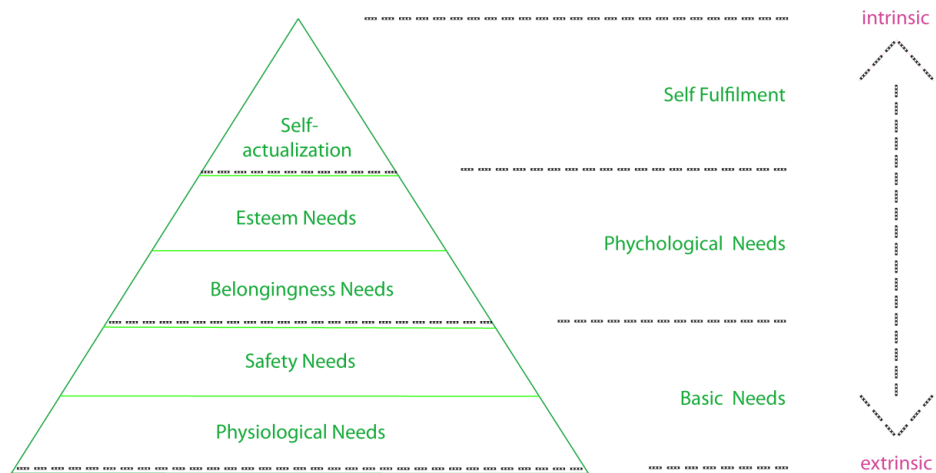 intrinsic
Self Fulfilment
Self-
actualization
Esteem Needs
Phychological Needs
Belongingness Needs
Safety Needs
Basic Needs
Physiological Needs
extrinsic